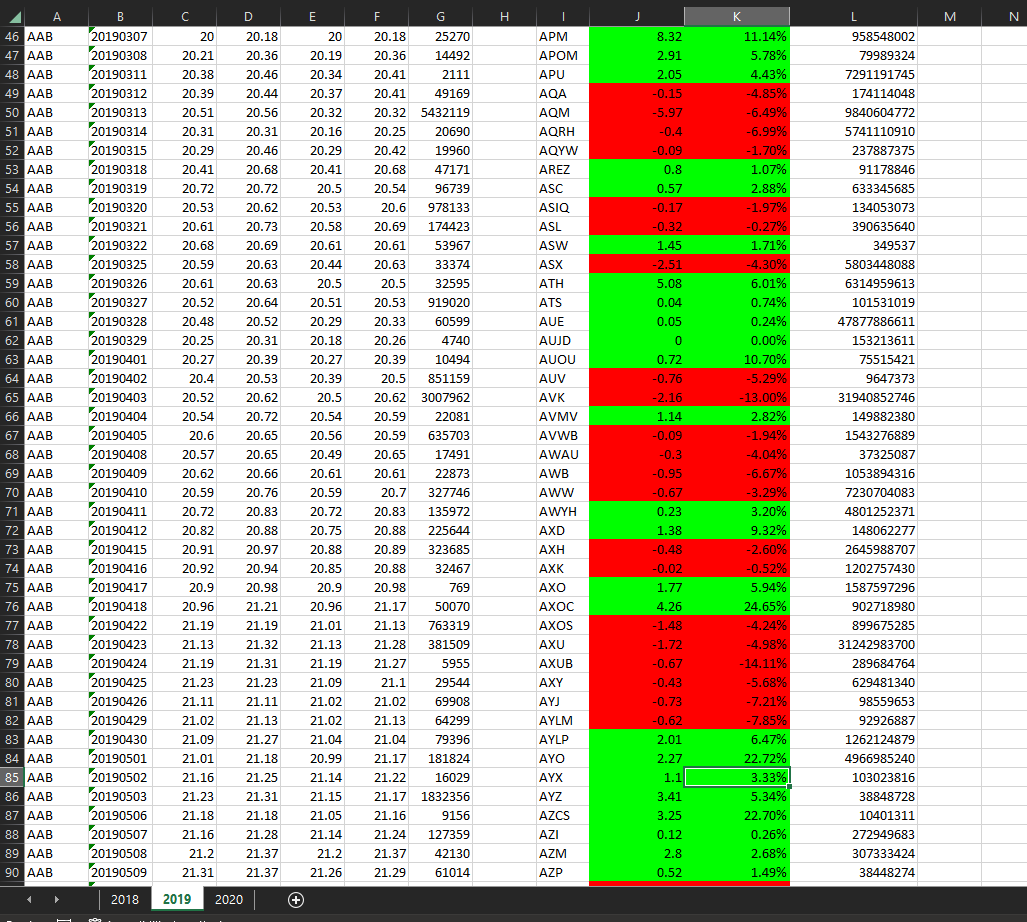 A B C D E F G H I J K L M N
46 AAB 20190307 20 20.18 20 20.18 25270 APM 8.32 11.14% 958548002
47 AAB 20190308 20.21 20.36 20.19 20.36 14492 APOM 2.91 5.78% 79989324
48 AAB 20190311 20.38 20.46 20.34 20.41 2111 APU 2.05 4.43% 7291191745
49 AAB 20190312 20.39 20.44 20.37 20.41 49169 AQA -0.15 -4.85% 174114048
50 AAB 20190313 20.51 20.56 20.32 20.32 5432119 AQM -5.97 -6.49% 9840604772
51 AAB 20190314 20.31 20.31 20.16 20.25 20690 AQRH -0.4 -6.99% 5741110910
52 AAB 20190315 20.29 20.46 20.29 20.42 19960 AQYW -0.09 -1.70% 237887375
53 AAB 20190318 20.41 20.68 20.41 20.68 47171 AREZ 0.8 1.07% 91178846
54 AAB 20190319 20.72 20.72 20.5 20.54 96739 ASC 0.57 2.88% 633345685
55 AAB 20190320 20.53 20.62 20.53 20.6 978133 ASIQ -0.17 -1.97% 134053073
56 AAB 20190321 20.61 20.73 20.58 20.69 174423 ASL -0.32 -0.27% 390635640
57 AAB 20190322 20.68 20.69 20.61 20.61 53967 ASW 1.45 1.71% 349537
58 AAB 20190325 20.59 20.63 20.44 20.63 33374 ASX -2.51 -4.30% 5803448088
59 AAB 20190326 20.61 20.63 20.5 20.5 32595 ATH 5.08 6.01% 6314959613
60 AAB 20190327 20.52 20.64 20.51 20.53 919020 ATS 0.04 0.74% 101531019
61 AAB 20190328 20.48 20.52 20.29 20.33 60599 AUE 0.05 0.24% 47877886611
62 AAB 20190329 20.25 20.31 20.18 20.26 4740 AUJD 0 0.00% 153213611
63 AAB 20190401 20.27 20.39 20.27 20.39 10494 AUOU 0.72 10.70% 75515421
64 AAB 20190402 20.4 20.53 20.39 20.5 851159 AUV -0.76 -5.29% 9647373
65 AAB 20190403 20.52 20.62 20.5 20.62 3007962 AVK -2.16 -13.00% 31940852746
66 AAB 20190404 20.54 20.72 20.54 20.59 22081 AVMV 1.14 2.82% 149882380
67 AAB 20190405 20.6 20.65 20.56 20.59 635703 AVWB -0.09 -1.94% 1543276889
68 AAB 20190408 20.57 20.65 20.49 20.65 17491 AWAU -0.3 -4.04% 37325087
69 AAB 20190409 20.62 20.66 20.61 20.61 22873 AWB -0.95 -6.67% 1053894316
70 AAB 20190410 20.59 20.76 20.59 20.7 327746 AWW -0.67 -3.29% 7230704083
71 AAB 20190411 20.72 20.83 20.72 20.83 135972 AWYH 0.23 3.20% 4801252371
72 AAB 20190412 20.82 20.88 20.75 20.88 225644 AXD 1.38 9.32% 148062277
73 AAB 20190415 20.91 20.97 20.88 20.89 323685 AXH -0.48 -2.60% 2645988707
74 AAB 20190416 20.92 20.94 20.85 20.88 32467 AXK -0.02 -0.52% 1202757430
75 AAB 20190417 20.9 20.98 20.9 20.98 769 AXO 1.77 5.94% 1587597296
76 AAB 20190418 20.96 21.21 20.96 21.17 50070 AXOC 4.26 24.65% 902718980
77 AAB 20190422 21.19 21.19 21.01 21.13 763319 AXOS -1.48 -4.24% 899675285
78 AAB 20190423 21.13 21.32 21.13 21.28 381509 AXU -1.72 -4.98% 31242983700
79 AAB 20190424 21.19 21.31 21.19 21.27 5955 AXUB -0.67 -14.11% 289684764
80 AAB 20190425 21.23 21.23 21.09 21.1 29544 AXY -0.43 -5.68% 629481340
81 AAB 20190426 21.11 21.11 21.02 21.02 69908 AYJ -0.73 -7.21% 98559653
82 AAB 20190429 21.02 21.13 21.02 21.13 64299 AYLM -0.62 -7.85% 92926887
83 AAB 20190430 21.09 21.27 21.04 21.04 79396 AYLP 2.01 6.47% 1262124879
84 AAB 20190501 21.01 21.18 20.99 21.17 181824 AYO 2.27 22.72% 4966985240
85 AAB 20190502 21.16 21.25 21.14 21.22 16029 AYX 1.1 3.33% 103023816
86 AAB 20190503 21.23 21.31 21.15 21.17 1832356 AYZ 3.41 5.34% 38848728
87 AAB 20190506 21.18 21.18 21.05 21.16 9156 AZCS 3.25 22.70% 10401311
88 AAB 20190507 21.16 21.28 21.14 21.24 127359 AZI 0.12 0.26% 272949683
89 AAB 20190508 21.2 21.37 21.2 21.37 42130 AZM 2.8 2.68% 307333424
90 AAB 20190509 21.31 21.37 21.26 21.29 61014 AZP 0.52 1.49% 38448274
2018 2019 2020